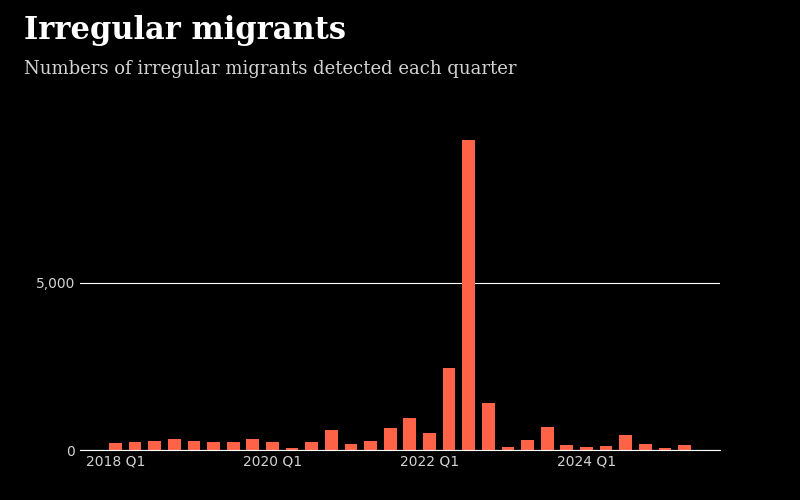 Irregular migrants
Numbers of irregular migrants detected each quarter
5,000
0
2018 Q1 2020 Q1 2022 Q1 2024 Q1